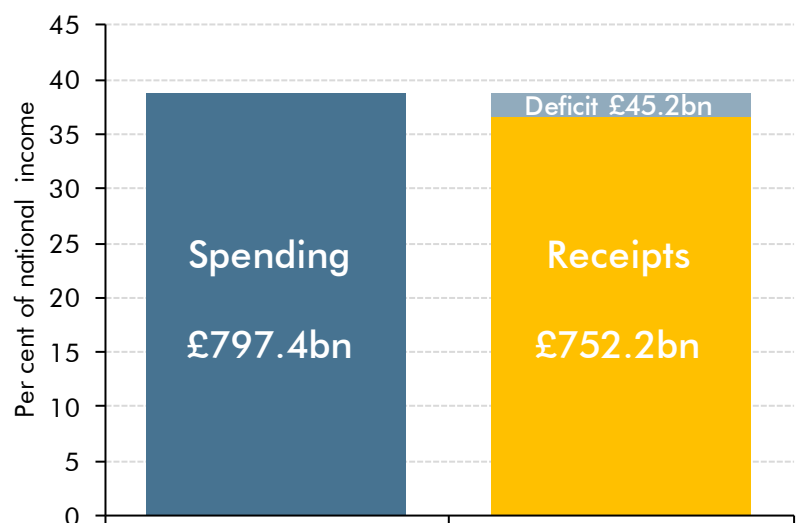 45
40
35
30
25
20
15
10
5
0
Per cent of national income
Spending
£797.4bn
Deficit £45.2bn
Receipts
£752.2bn